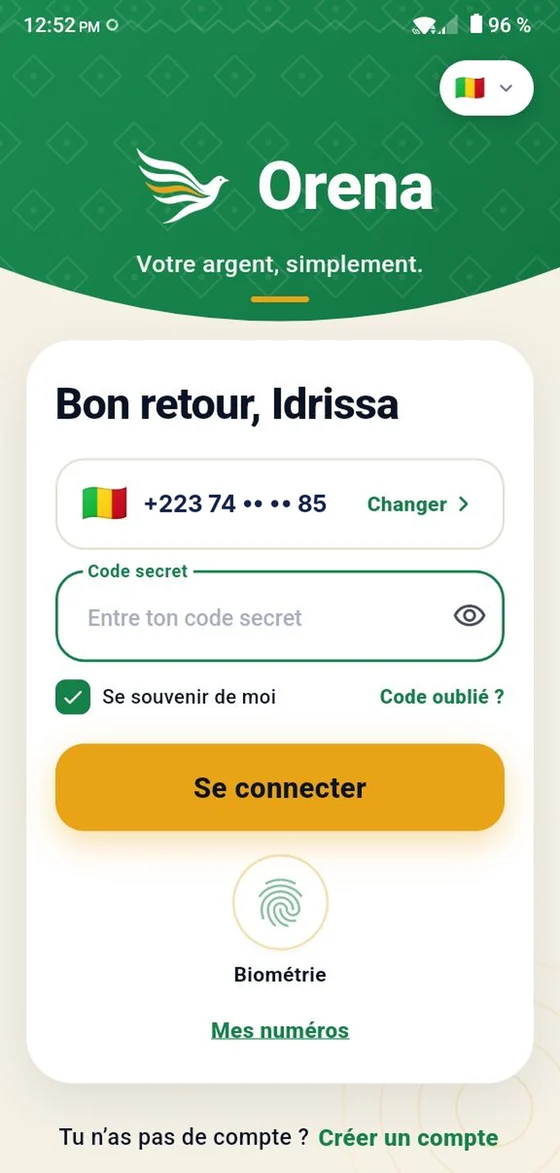 12:52 PM
96 %
Orena
Votre argent, simplement.
Bon retour, Idrissa
+223 74 •• •• 85
Changer
Code secret
Entre ton code secret
Se souvenir de moi
Code oublié ?
Se connecter
Biométrie
Mes numéros
Tu n’as pas de compte ? Créer un compte